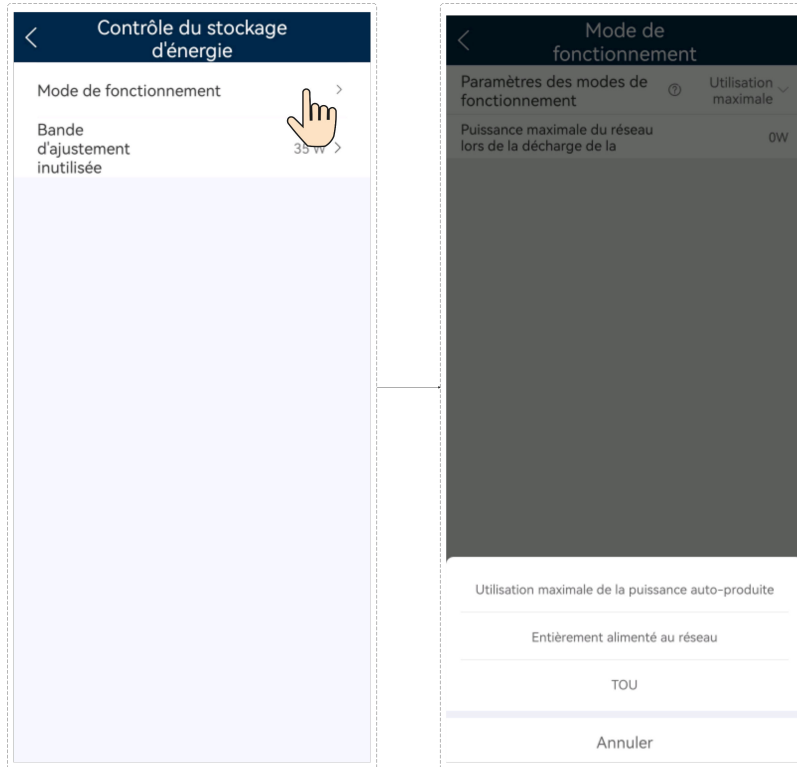 Contrôle du stockage
d'énergie
Mode de fonctionnement
Bande
d'ajustement
inutilisée
35 W
Mode de
fonctionnement
Paramètres des modes de
fonctionnement
Utilisation
maximale
Puissance maximale du réseau
lors de la décharge de la
0W
Utilisation maximale de la puissance auto-produite
Entièrement alimenté au réseau
TOU
Annuler